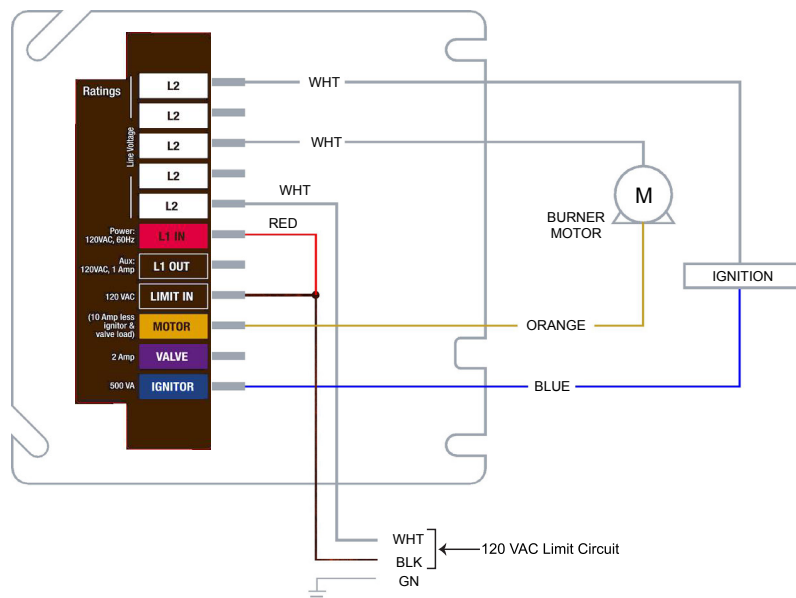 L2
WHT
Ratings
L2
Line Voltage
L2
WHT
L2
WHT
L2
M
BURNER
MOTOR
RED
Power:
120VAC, 60Hz
L1 IN
Aux:
120VAC, 1 Amp
L1 OUT
IGNITION
120 VAC
LIMIT IN
(10 Amp less
ignitor &
valve load)
MOTOR
ORANGE
2 Amp
VALVE
500 VA
IGNITOR
BLUE
WHT
120 VAC Limit Circuit
BLK
GN